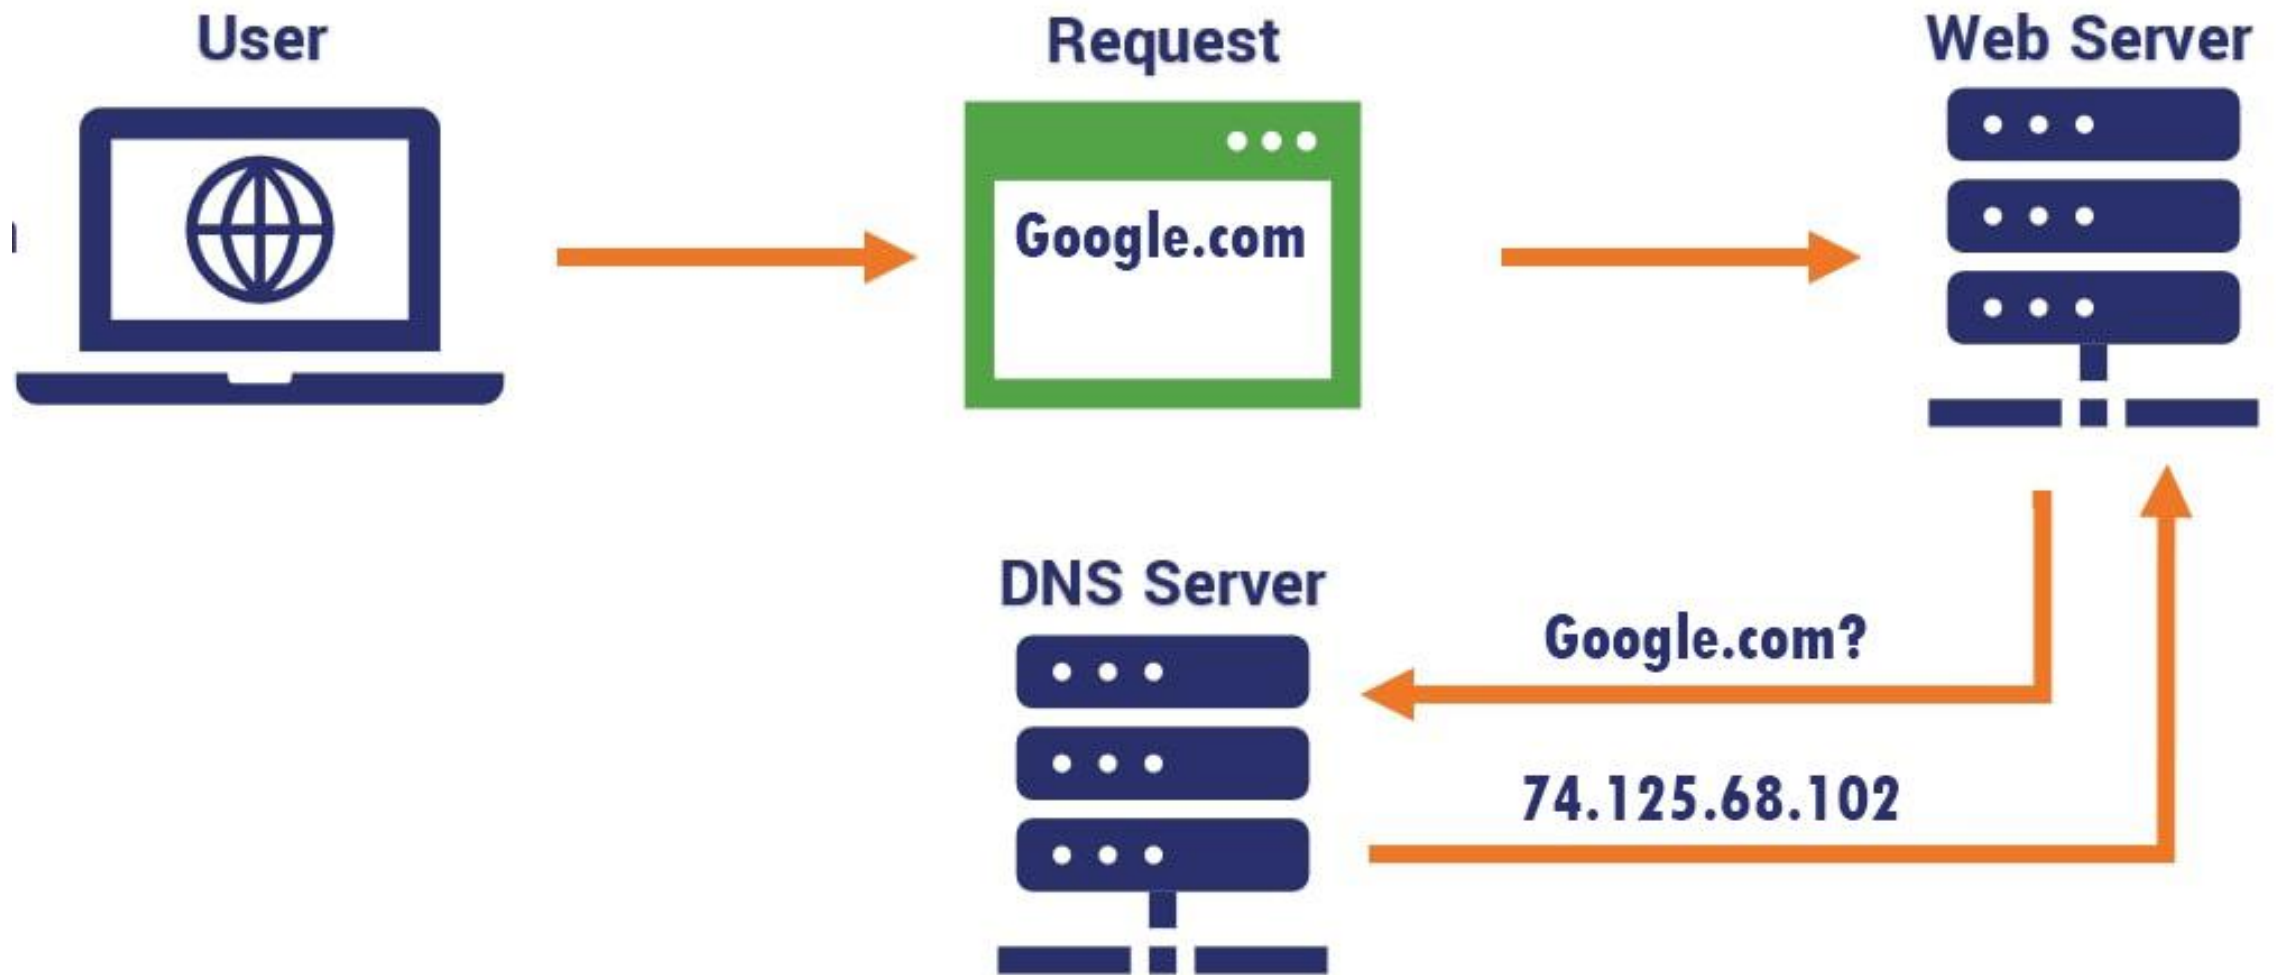 User
Request
Web Server
Google.com
DNS Server
Google.com?
74.125.68.102